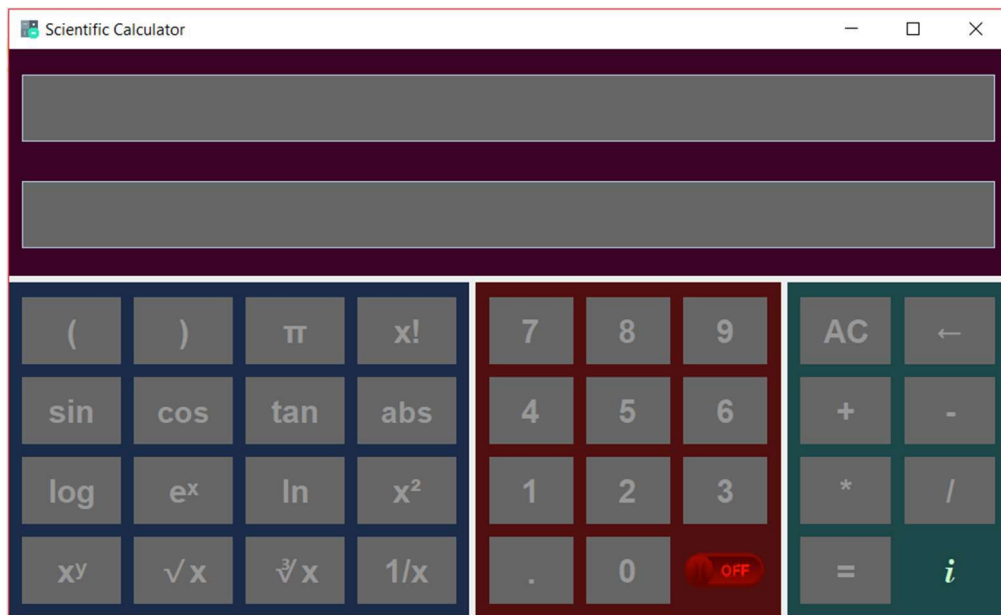 Scientific Calculator
( ) π x! 7 8 9 AC ←
sin cos tan abs 4 5 6 + -
log eˣ ln x² 1 2 3 * /
xʸ √x ∛x 1/x . 0 OFF = i